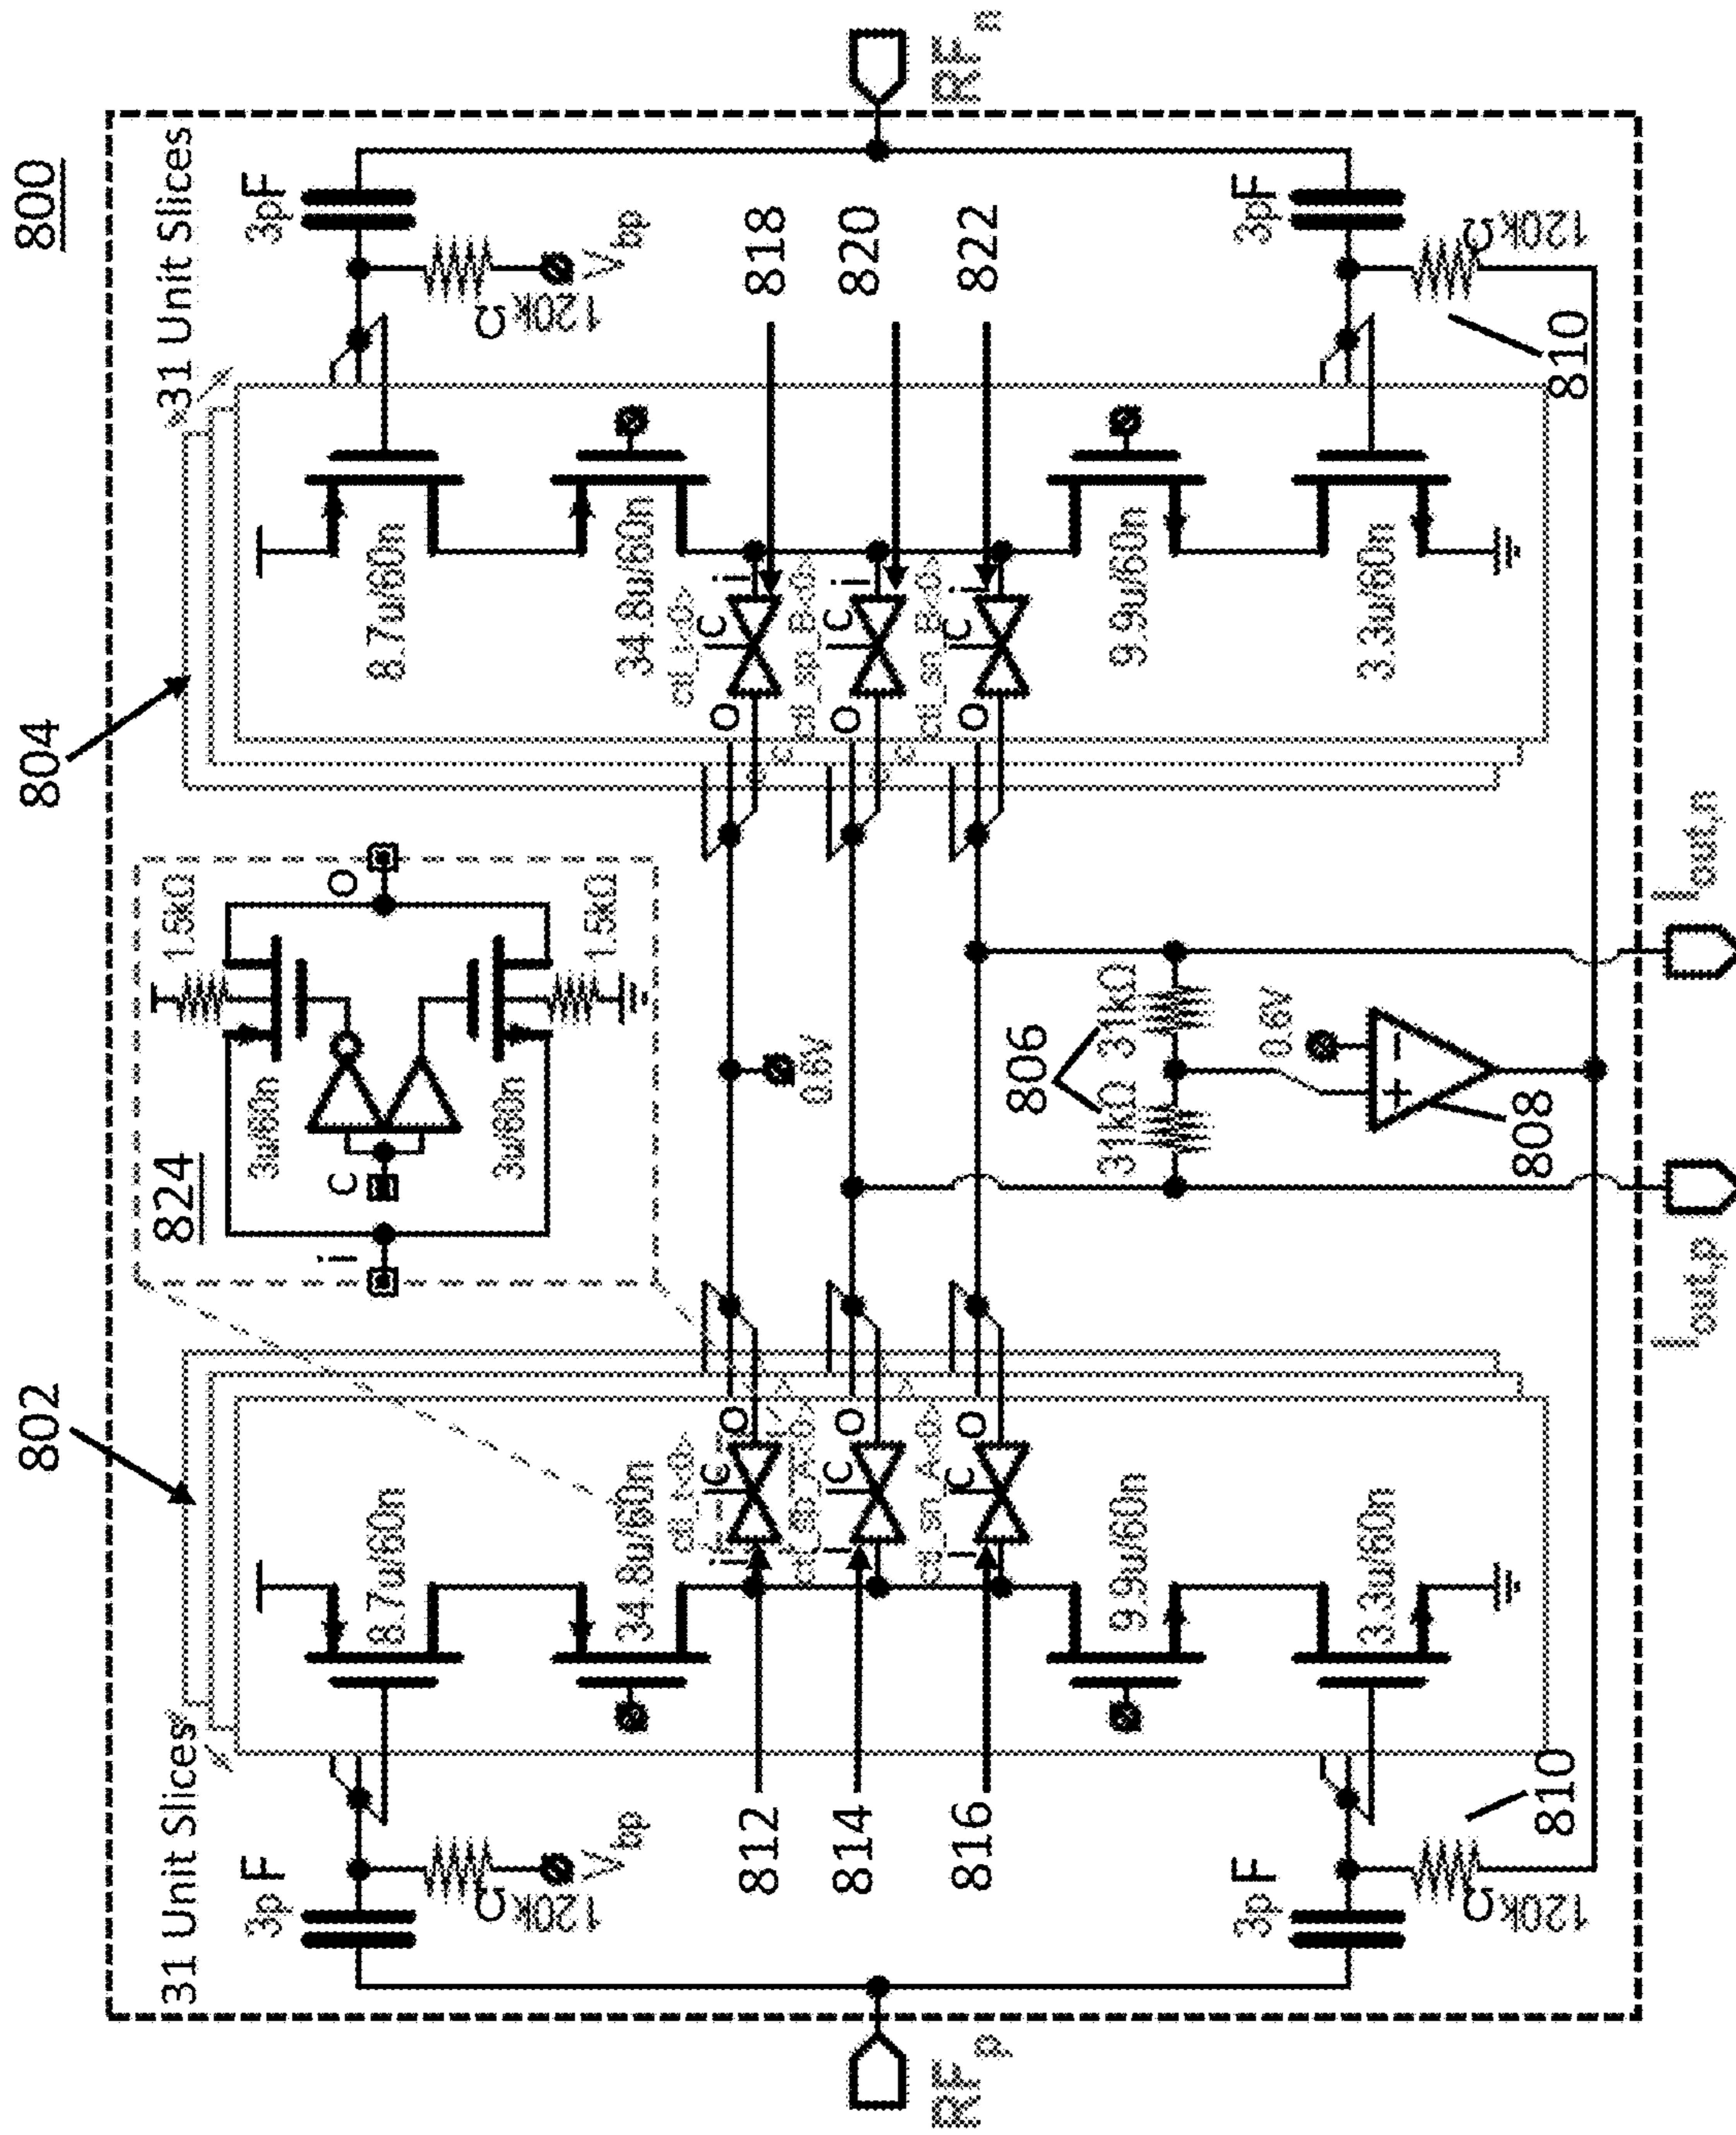 800
802
804
31 Unit Slices
31 Unit Slices
824
3pF
3pF
120kΩ
120kΩ
Vbp
Vbp
8.7u/60n
8.7u/60n
34.8u/60n
34.8u/60n
i
C
O
3u/60n
3u/60n
1.5kΩ
1.5kΩ
812
814
816
818
820
822
i
C
O
i
C
O
i
C
O
O
C
i
O
C
i
O
C
i
0.6V
RFp
RFn
9.9u/60n
9.9u/60n
3.3u/60n
3.3u/60n
806
31kΩ
31kΩ
0.6V
+
−
808
3pF
3pF
120kΩ
120kΩ
810
810
Iout,p
Iout,n